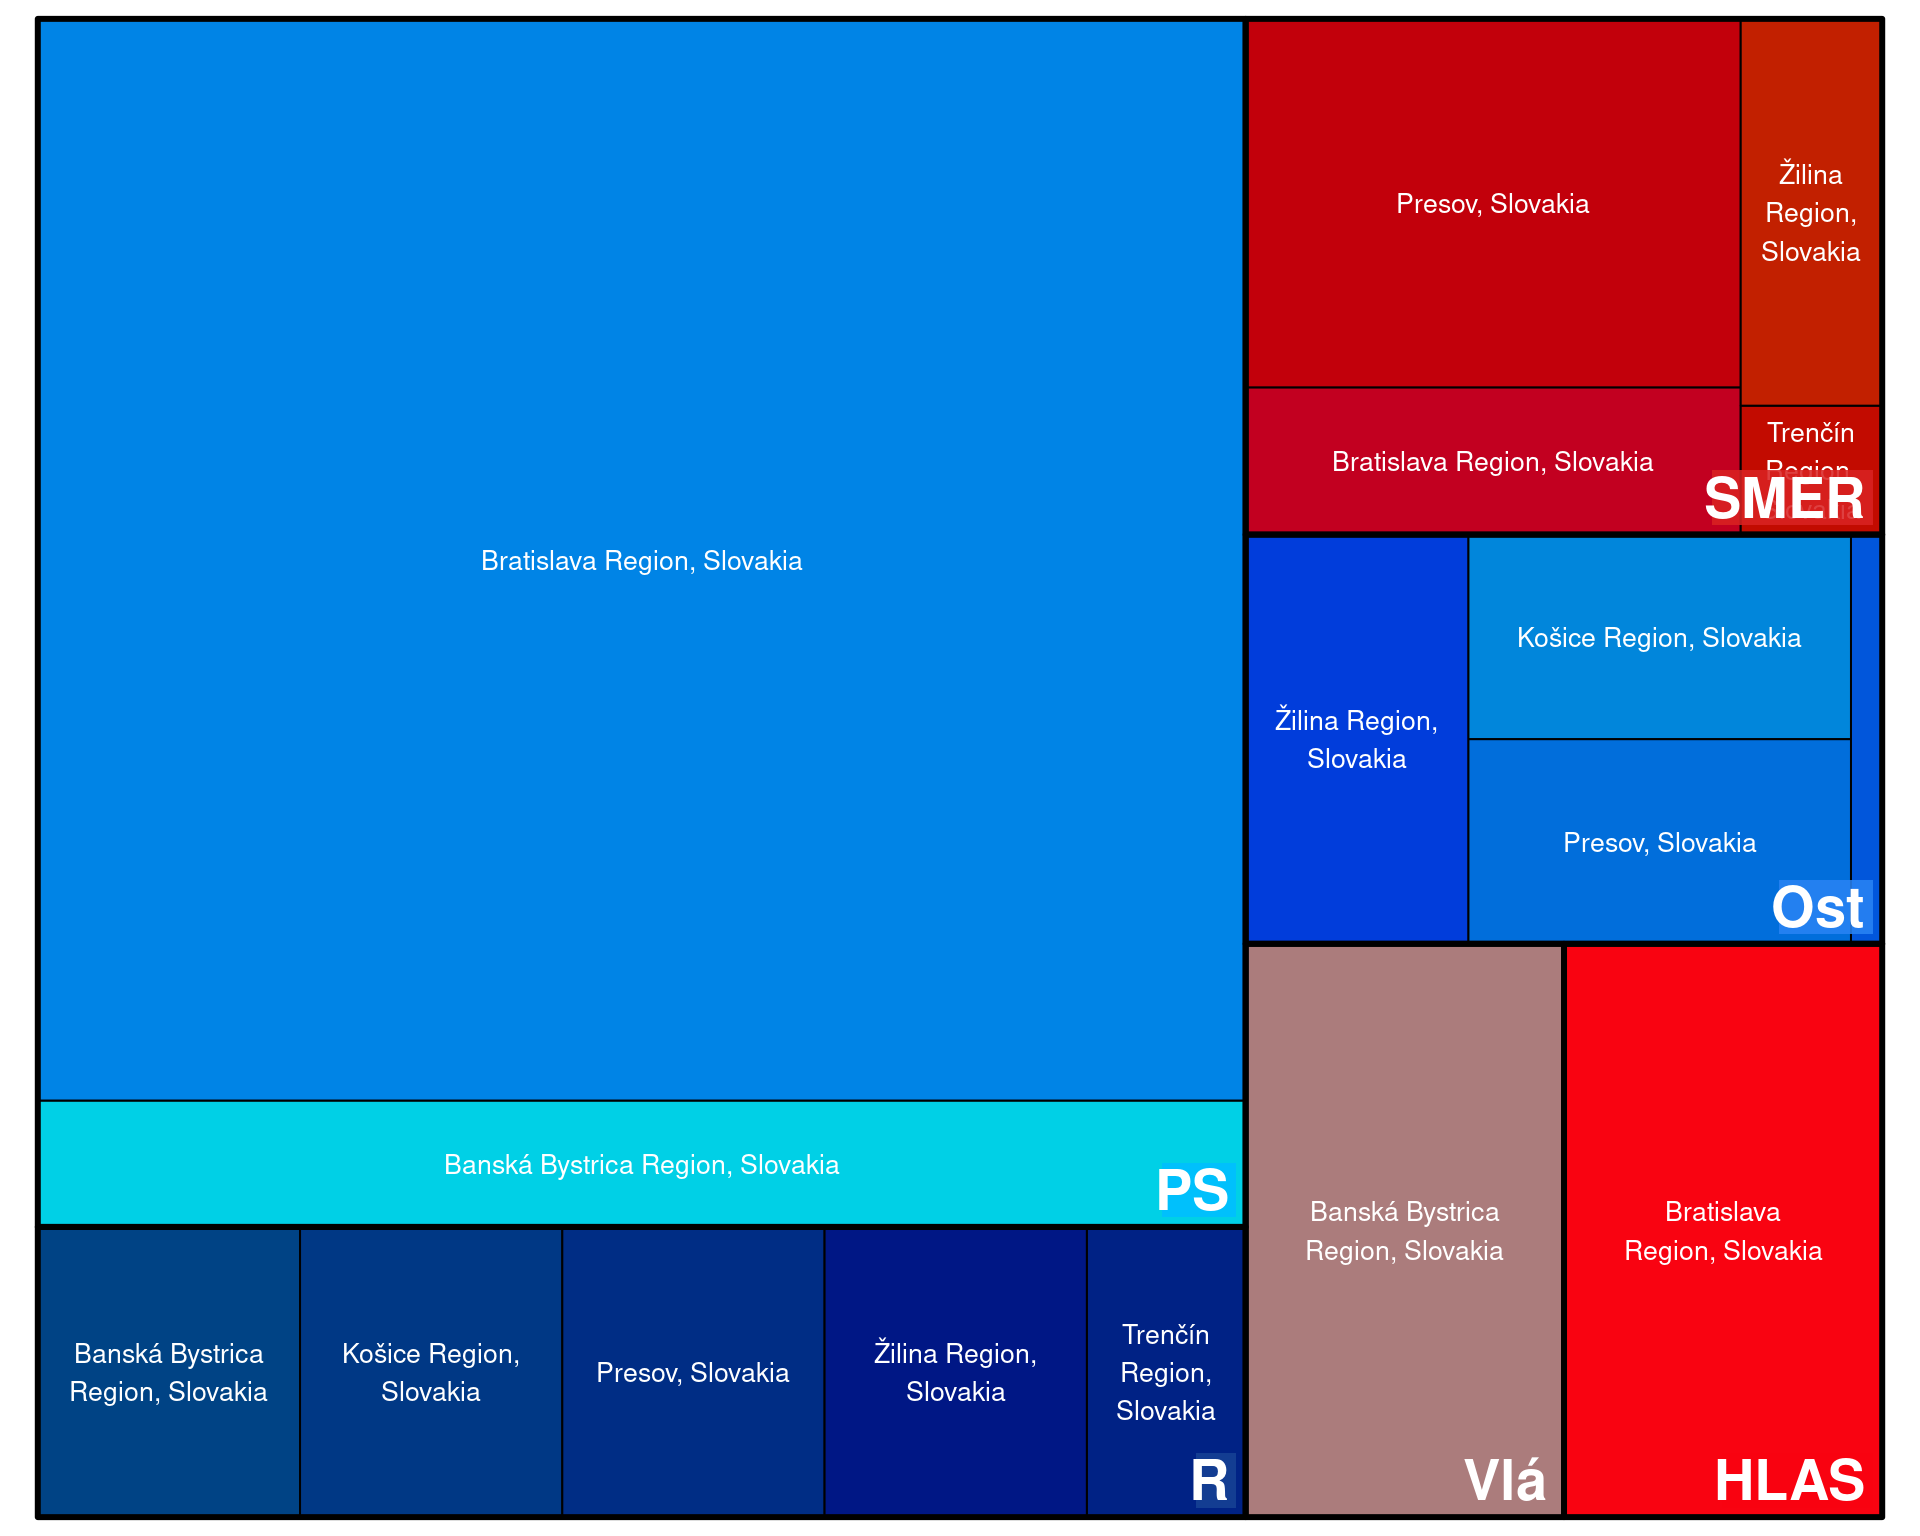 Bratislava Region, Slovakia
Banská Bystrica Region, Slovakia
PS
Banská Bystrica
Region, Slovakia
Košice Region,
Slovakia
Presov, Slovakia
Žilina Region,
Slovakia
Trenčín
Region,
Slovakia
R
Presov, Slovakia
Žilina
Region,
Slovakia
Bratislava Region, Slovakia
Trenčín
Region,
SMER
Žilina Region,
Slovakia
Košice Region, Slovakia
Presov, Slovakia
Ost
Banská Bystrica
Region, Slovakia
Vlá
Bratislava
Region, Slovakia
HLAS